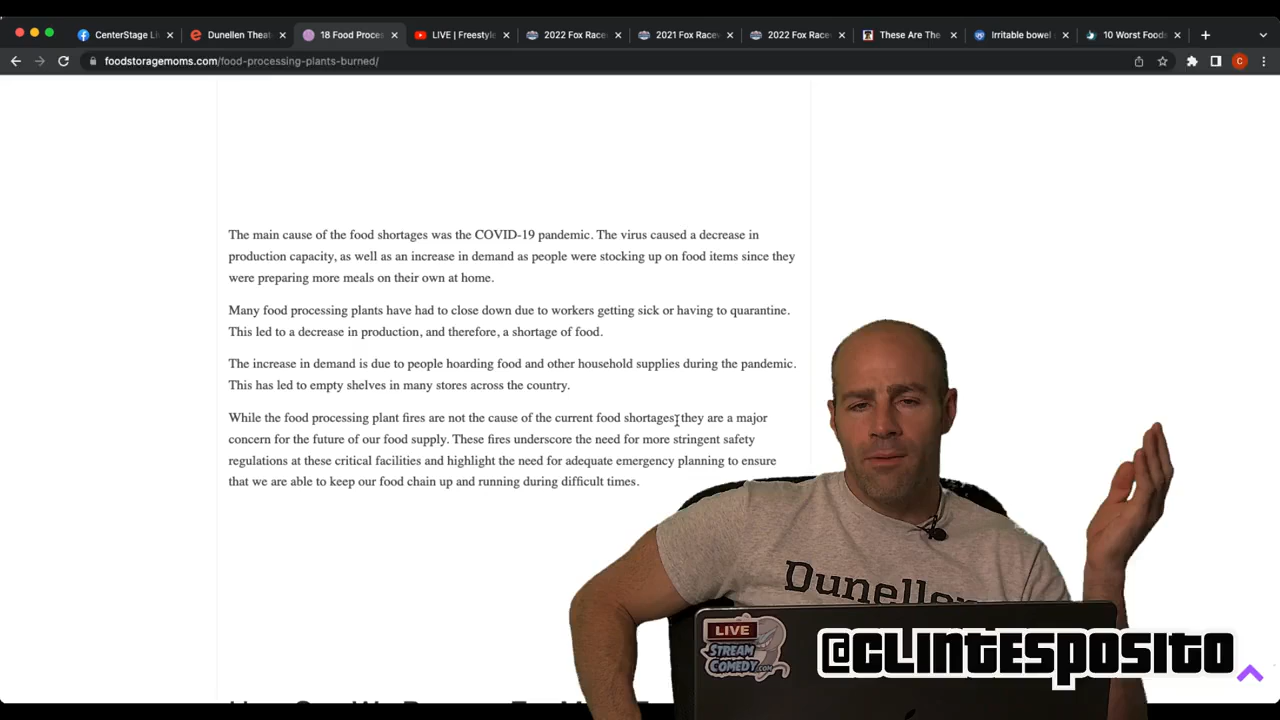 CenterStage Li
Dunellen Theat
18 Food Proces
LIVE | Freestyle
2022 Fox Race
2021 Fox Race
2022 Fox Race
These Are The
Irritable bowel
10 Worst Foods
foodstoragemoms.com/food-processing-plants-burned/
C
The main cause of the food shortages was the COVID-19 pandemic. The virus caused a decrease in
production capacity, as well as an increase in demand as people were stocking up on food items since they
were preparing more meals on their own at home.
Many food processing plants have had to close down due to workers getting sick or having to quarantine.
This led to a decrease in production, and therefore, a shortage of food.
The increase in demand is due to people hoarding food and other household supplies during the pandemic.
This has led to empty shelves in many stores across the country.
While the food processing plant fires are not the cause of the current food shortages, they are a major
concern for the future of our food supply. These fires underscore the need for more stringent safety
regulations at these critical facilities and highlight the need for adequate emergency planning to ensure
that we are able to keep our food chain up and running during difficult times.
Dunellen
LIVE
STREAM
COMEDY.COM
@CLINTESPOSITO